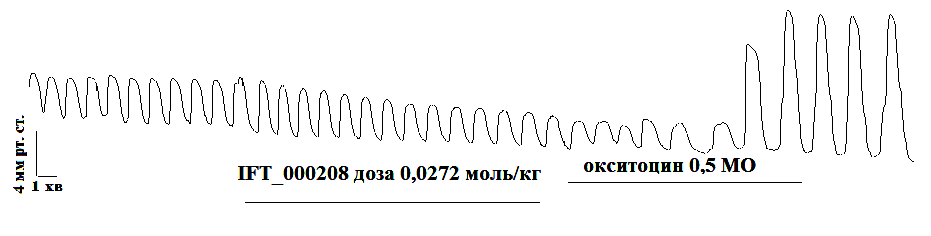 4 мм рт. ст.
1 хв
IFT_000208 доза 0,0272 моль/кг
окситоцин 0,5 МО